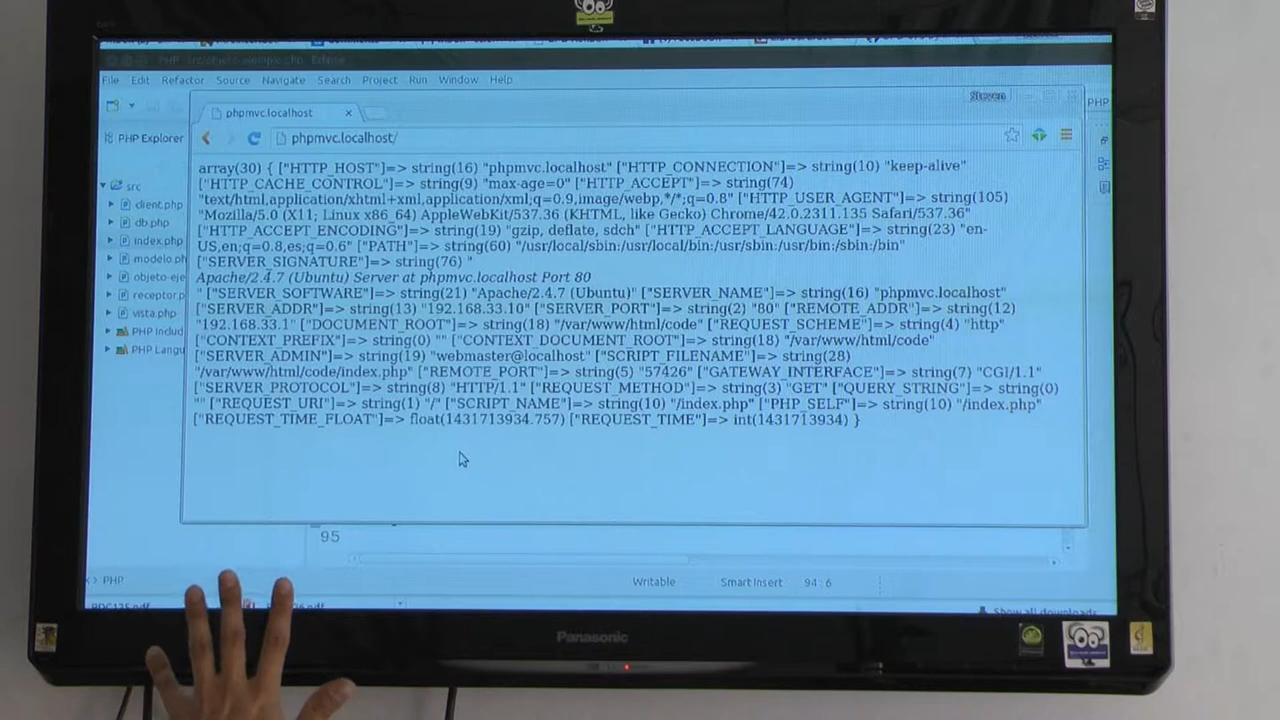 PHP - src/objeto-ejemplo.php - Eclipse
File Edit Refactor Source Navigate Search Project Run Window Help
Steven
phpmvc.localhost
PHP
PHP Explorer
phpmvc.localhost/
src
client.php
db.php
index.php
modelo.ph
objeto-eje
receptor.p
vista.php
PHP Includ
PHP Langu
array(30) { ["HTTP_HOST"]=> string(16) "phpmvc.localhost" ["HTTP_CONNECTION"]=> string(10) "keep-alive"
["HTTP_CACHE_CONTROL"]=> string(9) "max-age=0" ["HTTP_ACCEPT"]=> string(74)
"text/html,application/xhtml+xml,application/xml;q=0.9,image/webp,*/*;q=0.8" ["HTTP_USER_AGENT"]=> string(105)
"Mozilla/5.0 (X11; Linux x86_64) AppleWebKit/537.36 (KHTML, like Gecko) Chrome/42.0.2311.135 Safari/537.36"
["HTTP_ACCEPT_ENCODING"]=> string(19) "gzip, deflate, sdch" ["HTTP_ACCEPT_LANGUAGE"]=> string(23) "en-
US,en;q=0.8,es;q=0.6" ["PATH"]=> string(60) "/usr/local/sbin:/usr/local/bin:/usr/sbin:/usr/bin:/sbin:/bin"
["SERVER_SIGNATURE"]=> string(76) "
Apache/2.4.7 (Ubuntu) Server at phpmvc.localhost Port 80
" ["SERVER_SOFTWARE"]=> string(21) "Apache/2.4.7 (Ubuntu)" ["SERVER_NAME"]=> string(16) "phpmvc.localhost"
["SERVER_ADDR"]=> string(13) "192.168.33.10" ["SERVER_PORT"]=> string(2) "80" ["REMOTE_ADDR"]=> string(12)
"192.168.33.1" ["DOCUMENT_ROOT"]=> string(18) "/var/www/html/code" ["REQUEST_SCHEME"]=> string(4) "http"
["CONTEXT_PREFIX"]=> string(0) "" ["CONTEXT_DOCUMENT_ROOT"]=> string(18) "/var/www/html/code"
["SERVER_ADMIN"]=> string(19) "webmaster@localhost" ["SCRIPT_FILENAME"]=> string(28)
"/var/www/html/code/index.php" ["REMOTE_PORT"]=> string(5) "57426" ["GATEWAY_INTERFACE"]=> string(7) "CGI/1.1"
["SERVER_PROTOCOL"]=> string(8) "HTTP/1.1" ["REQUEST_METHOD"]=> string(3) "GET" ["QUERY_STRING"]=> string(0)
"" ["REQUEST_URI"]=> string(1) "/" ["SCRIPT_NAME"]=> string(10) "/index.php" ["PHP_SELF"]=> string(10) "/index.php"
["REQUEST_TIME_FLOAT"]=> float(1431713934.757) ["REQUEST_TIME"]=> int(1431713934) }
95
PHP Writable Smart Insert 94:6
Show all downloads
Panasonic